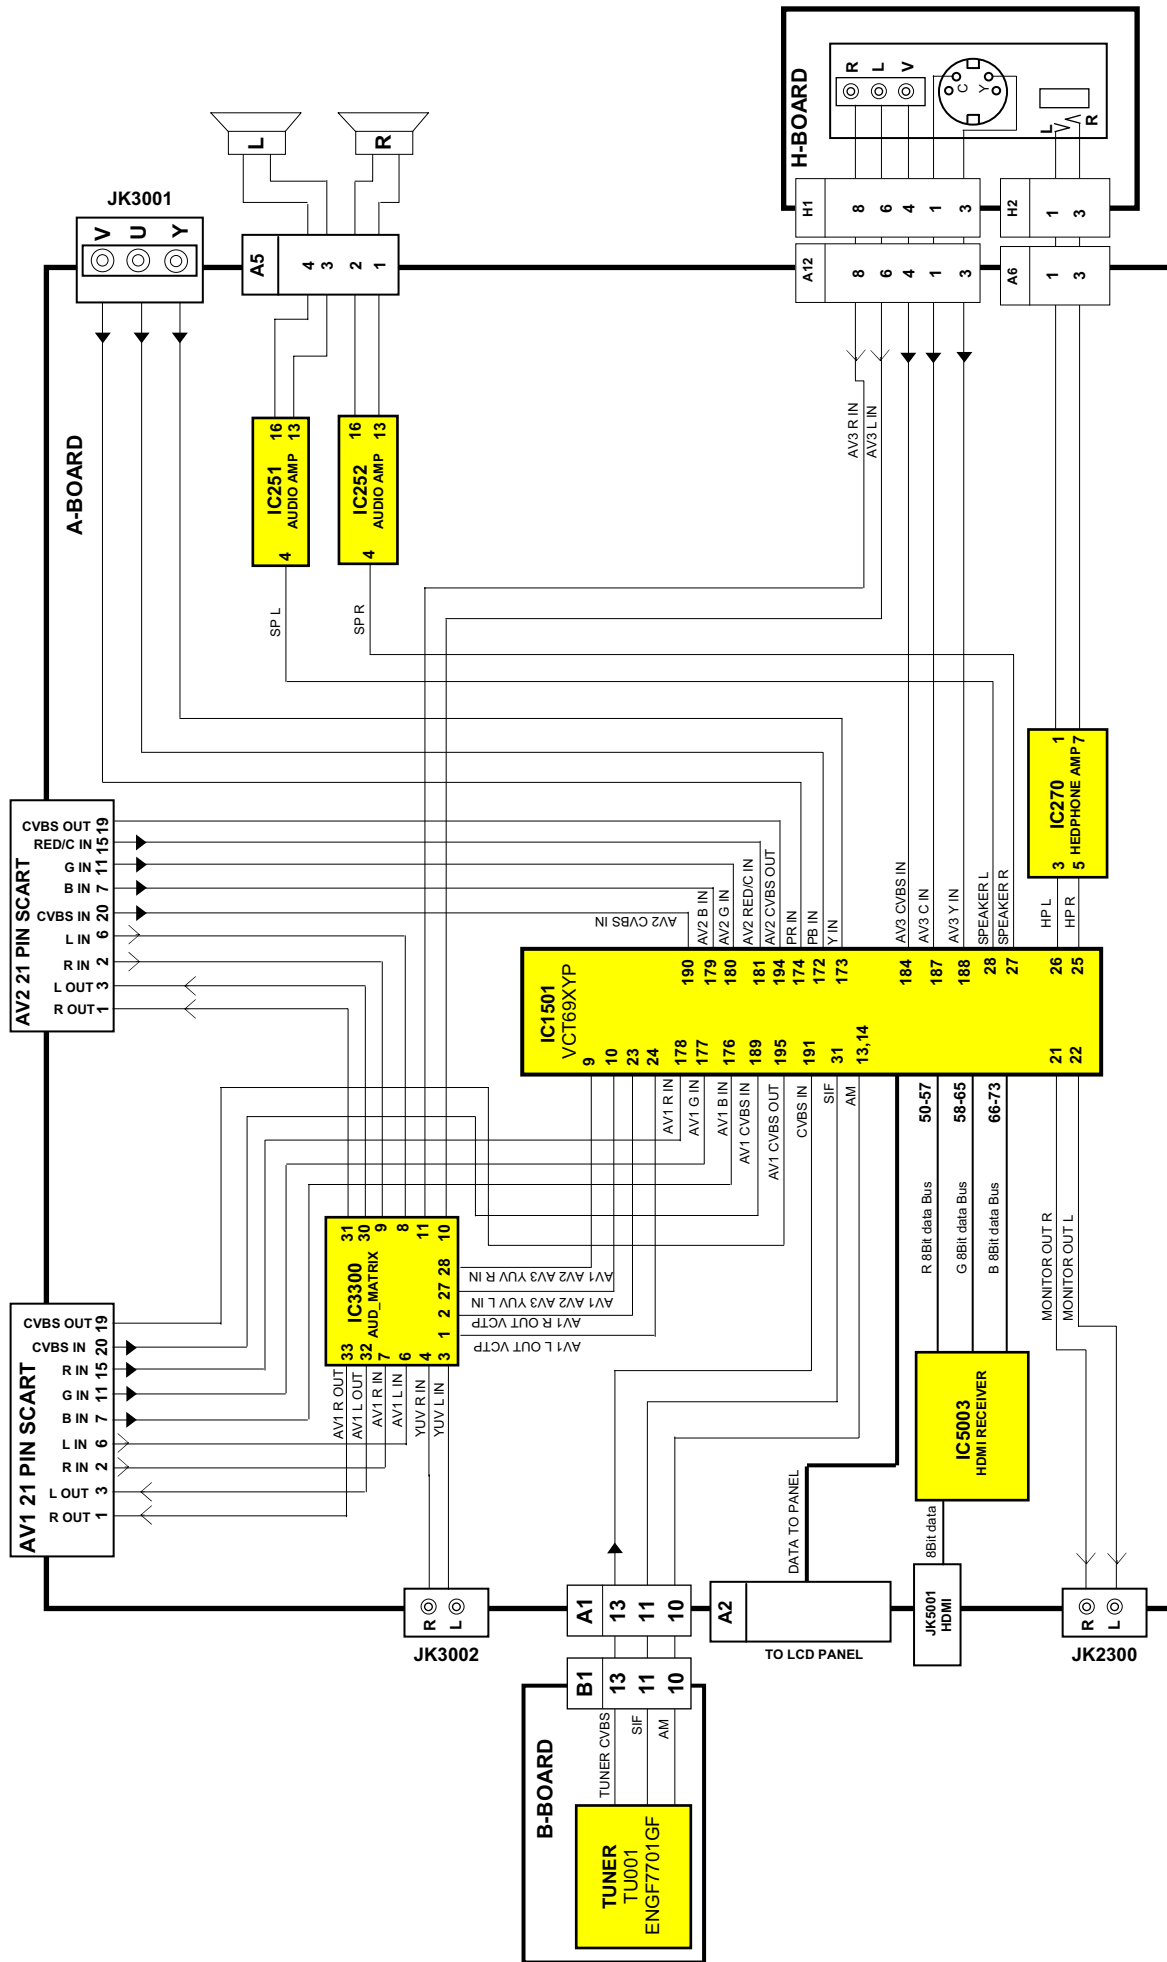 H-BOARD
R
L
V
C
Y
L
R
H1
8
6
4
1
3
H2
1
3
A12
8
6
4
1
3
A6
1
3
L
R
JK3001
V
U
Y
A5
4
3
2
1
A-BOARD
IC251
AUDIO AMP
16
13
4
IC252
AUDIO AMP
16
13
4
SP L
SP R
AV3 R IN
AV3 L IN
AV2 21 PIN SCART
CVBS OUT 19
RED/C IN 15
G IN 11
B IN 7
CVBS IN 20
L IN 6
R IN 2
L OUT 3
R OUT 1
IC270
HEDPHONE AMP
1
7
3
5
HP L
HP R
AV2 CVBS IN
AV2 B IN
AV2 G IN
AV2 RED/C IN
AV2 CVBS OUT
PR IN
PB IN
Y IN
AV3 CVBS IN
AV3 C IN
AV3 Y IN
SPEAKER L
SPEAKER R
IC1501
VCT69XYP
190
179
180
181
194
174
172
173
184
187
188
28
27
26
25
9
10
23
24
178
177
176
189
195
191
31
13,14
21
22
AV1 R IN
AV1 G IN
AV1 B IN
AV1 CVBS IN
AV1 CVBS OUT
CVBS IN
SIF
AM
50-57
58-65
66-73
R 8Bit data Bus
G 8Bit data Bus
B 8Bit data Bus
MONITOR OUT R
MONITOR OUT L
IC3300
AUD_MATRIX
31
30
9
8
11
10
28
27
2
1
33
32
7
6
4
3
AV1 AV2 AV3 YUV R IN
AV1 AV2 AV3 YUV L IN
AV1 R OUT VCTP
AV1 L OUT VCTP
AV1 R OUT
AV1 L OUT
AV1 R IN
AV1 L IN
YUV R IN
YUV L IN
AV1 21 PIN SCART
CVBS OUT 19
CVBS IN 20
R IN 15
G IN 11
B IN 7
L IN 6
R IN 2
L OUT 3
R OUT 1
IC5003
HDMI RECEIVER
8Bit data
DATA TO PANEL
JK3002
R
L
A1
13
11
10
A2
TO LCD PANEL
JK5001
HDMI
R
L
JK2300
B1
13
11
10
B-BOARD
TUNER CVBS
SIF
AM
TUNER
TU001
ENGF7701GF